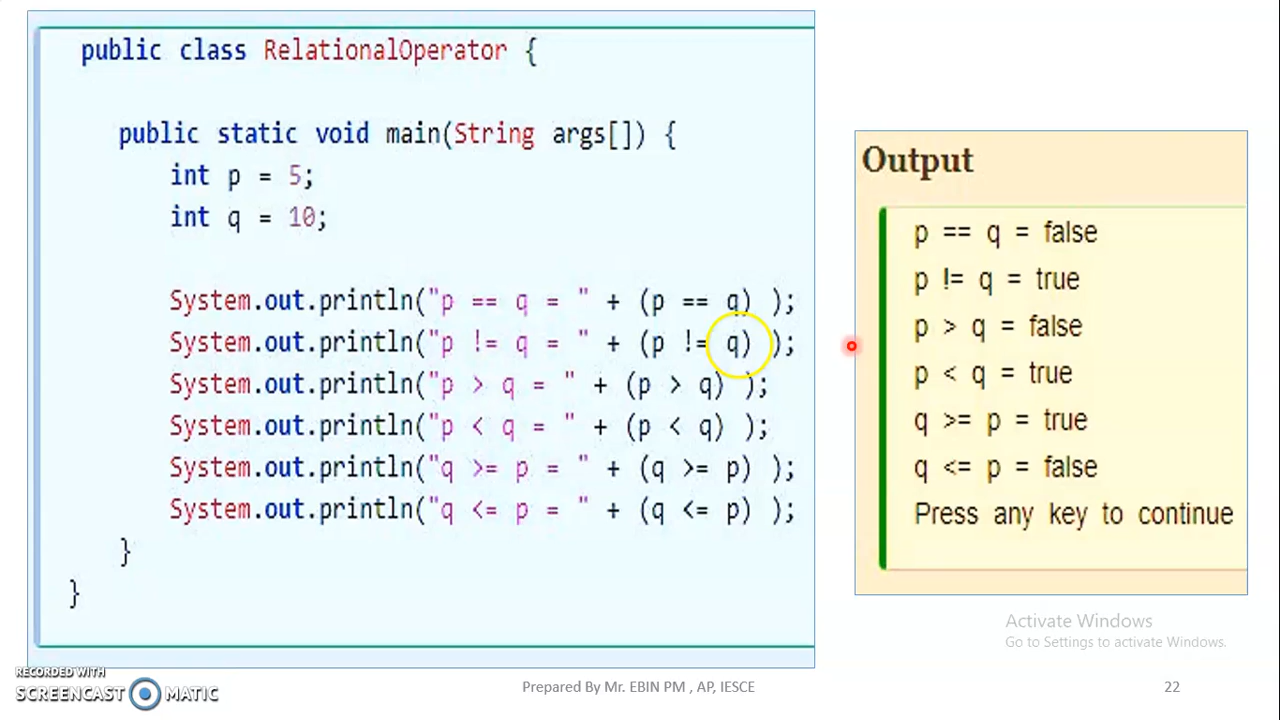 public class RelationalOperator {
public static void main(String args[]) {
int p = 5;
int q = 10;
System.out.println("p == q = " + (p == q) );
System.out.println("p != q = " + (p != q) );
System.out.println("p > q = " + (p > q) );
System.out.println("p < q = " + (p < q) );
System.out.println("q >= p = " + (q >= p) );
System.out.println("q <= p = " + (q <= p) );
}
}
Output
p == q = false
p != q = true
p > q = false
p < q = true
q >= p = true
q <= p = false
Press any key to continue
Activate Windows
Go to Settings to activate Windows.
RECORDED WITH
SCREENCAST MATIC
Prepared By Mr. EBIN PM , AP, IESCE
22